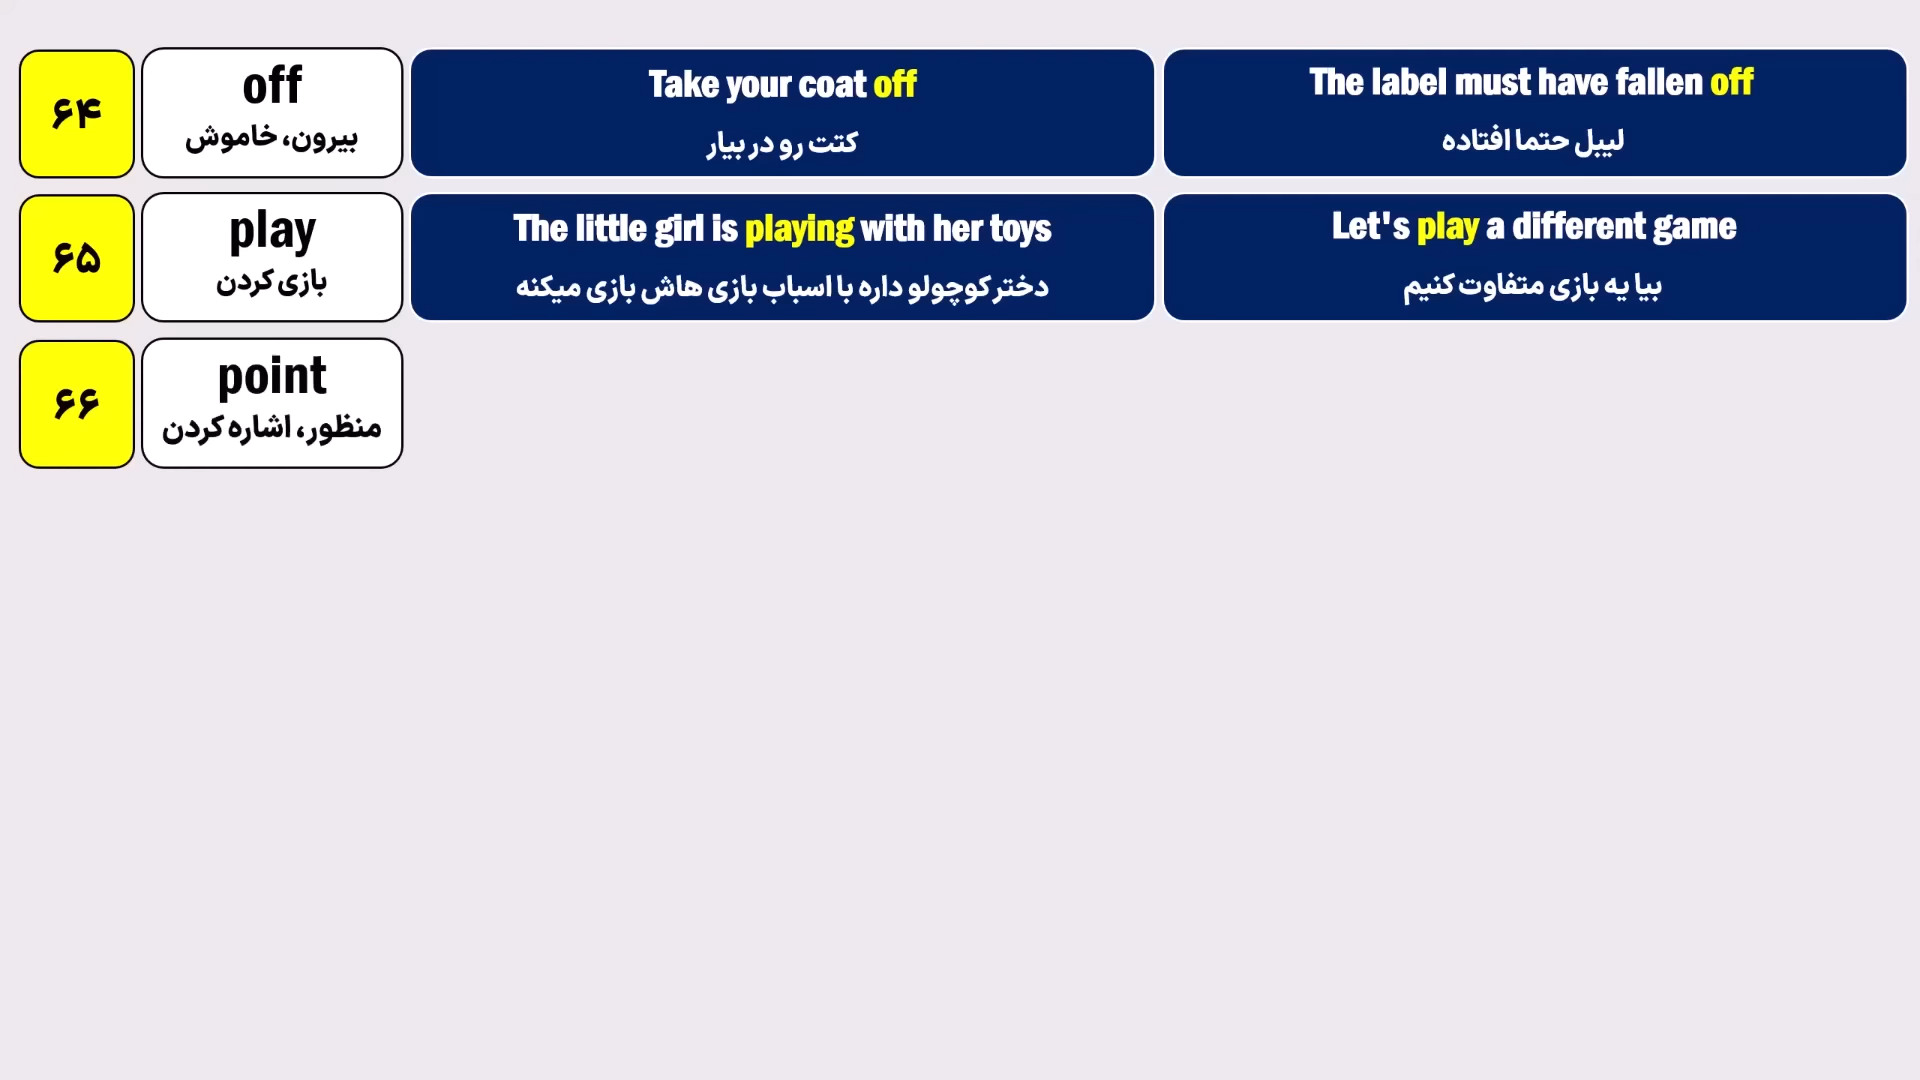 ۶۴
off
بیرون، خاموش
Take your coat off
کتت رو در بیار
The label must have fallen off
لیبل حتما افتاده
۶۵
play
بازی کردن
The little girl is playing with her toys
دختر کوچولو داره با اسباب بازی هاش بازی میکنه
Let's play a different game
بیا یه بازی متفاوت کنیم
۶۶
point
منظور، اشاره کردن